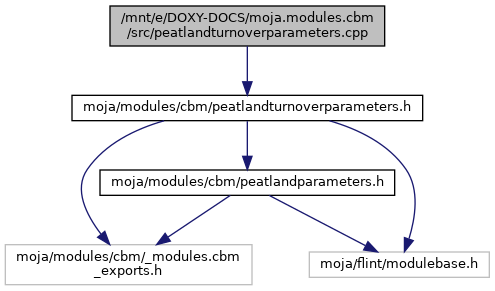 /mnt/e/DOXY-DOCS/moja.modules.cbm
/src/peatlandturnoverparameters.cpp
moja/modules/cbm/peatlandturnoverparameters.h
moja/modules/cbm/peatlandparameters.h
moja/modules/cbm/_modules.cbm
_exports.h
moja/flint/modulebase.h